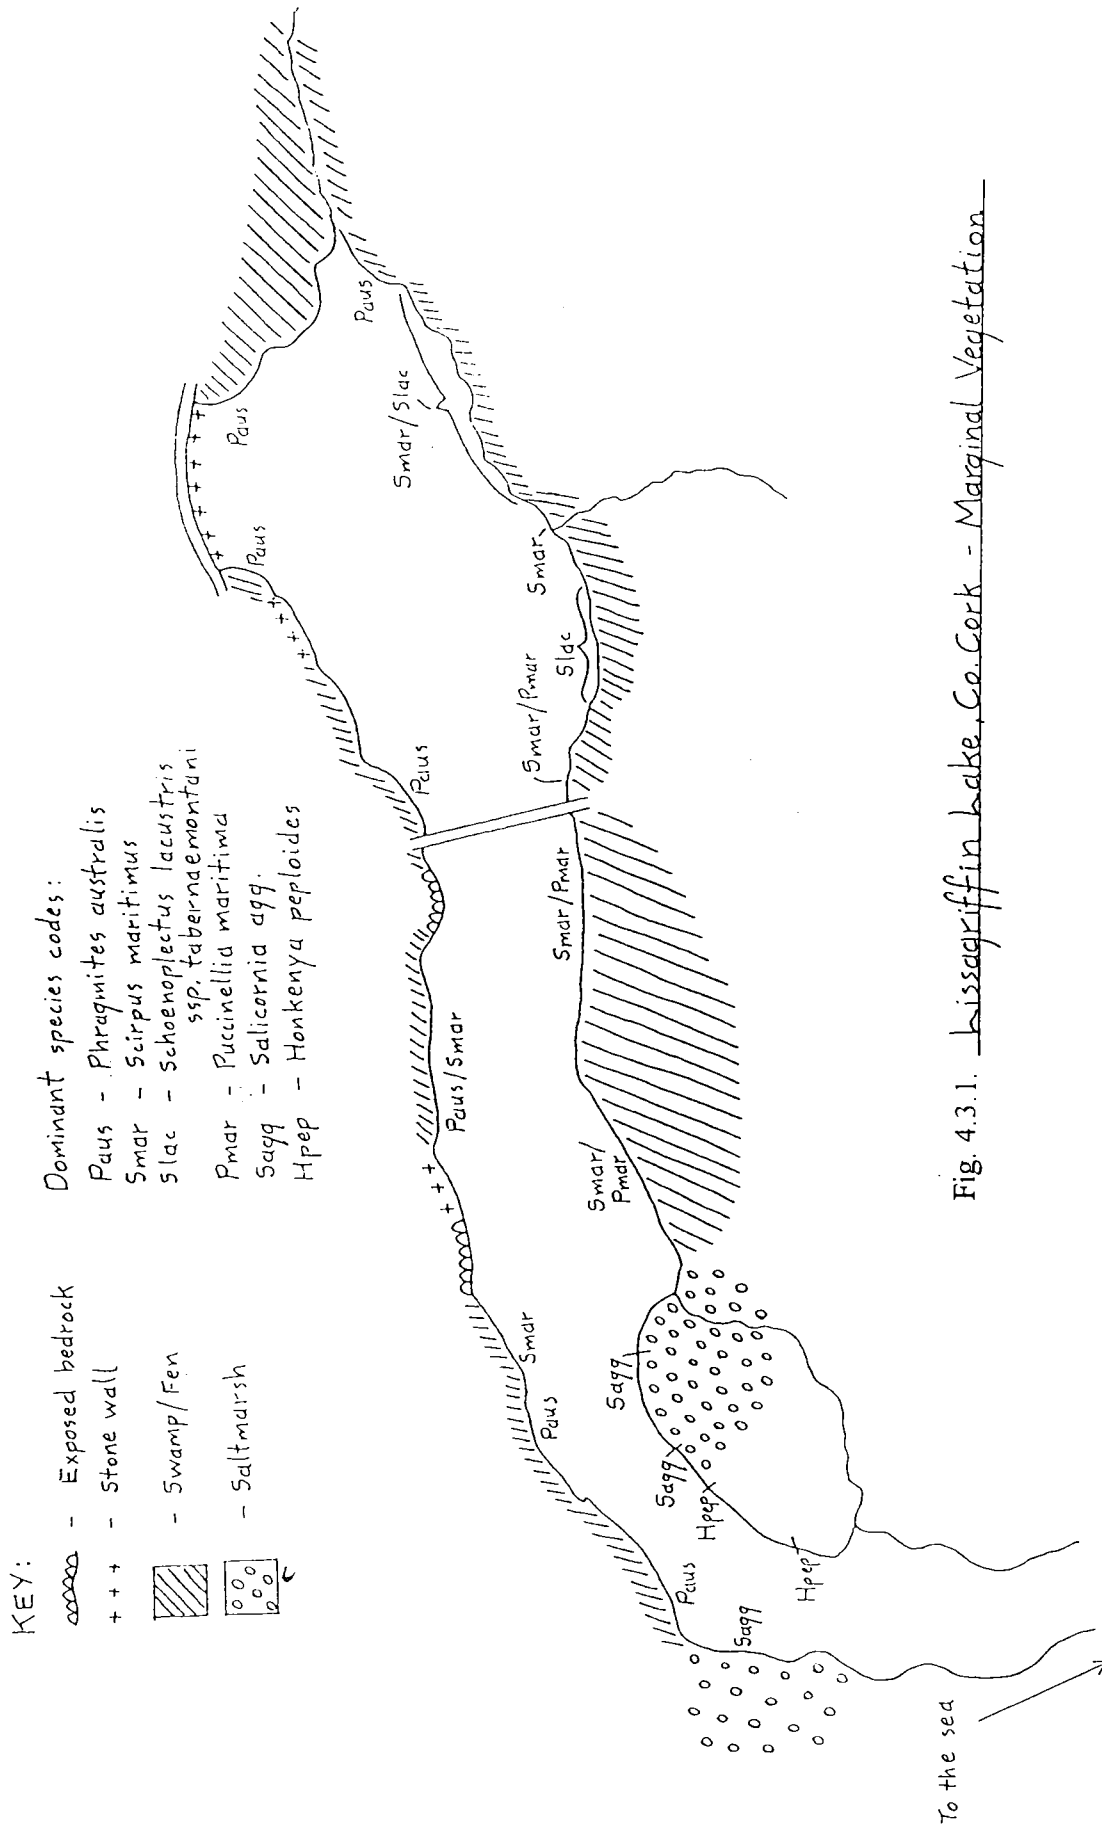 KEY:
- Exposed bedrock
+ + + - Stone wall
- Swamp/Fen
- Saltmarsh
Dominant species codes:
Paus - Phragmites australis
Smar - Scirpus maritimus
Slac - Schoenoplectus lacustris
ssp. tabernaemontani
Pmar - Puccinellia maritima
Sagg - Salicornia agg.
Hpep - Honkenya peploides
Paus
Paus
Paus
Paus/Smar
Smar
Paus
Paus
Sagg
Paus
Smar/Slac
Smar
Slac
Smar/Pmar
Smar/Pmar
Smar/
Pmar
Sagg
Sagg
Hpep
Hpep
To the sea
Fig. 4.3.1. Lissagriffin Lake, Co. Cork - Marginal Vegetation